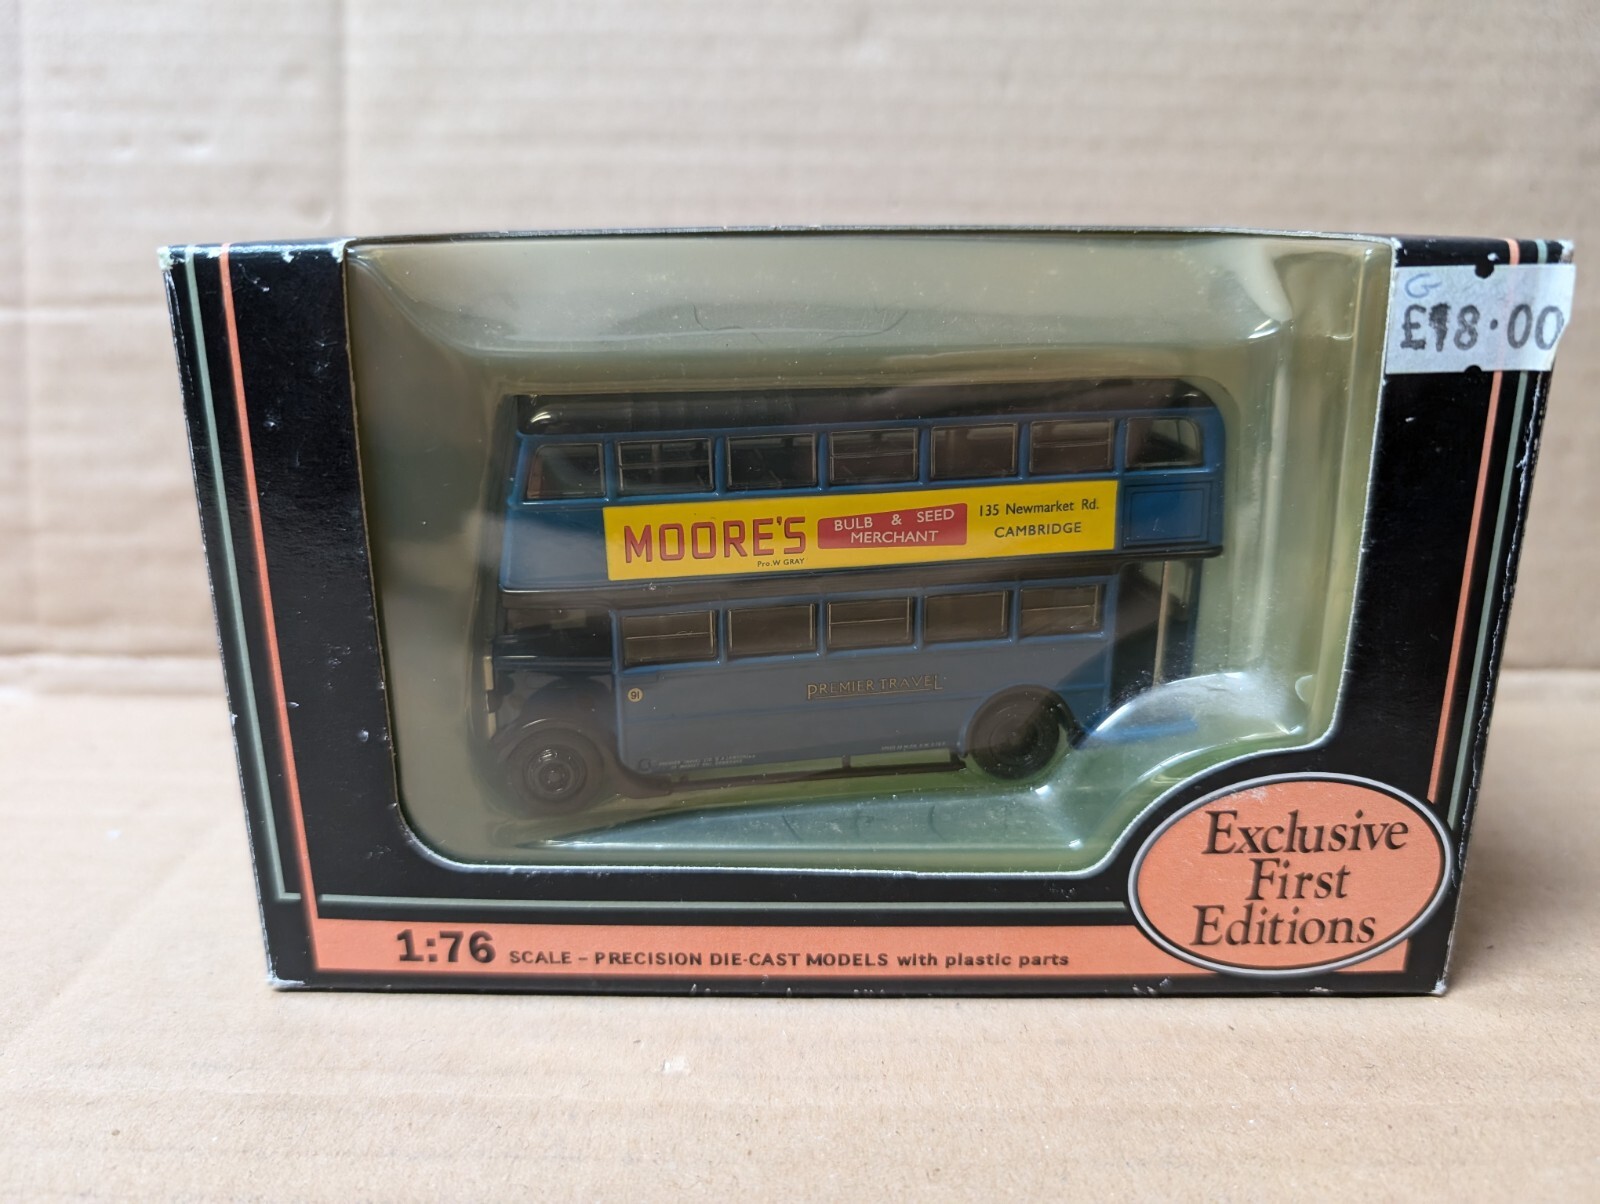 G
£18.00
MOORE'S
BULB & SEED
MERCHANT
135 Newmarket Rd.
CAMBRIDGE
Pro. W GRAY
91
PREMIER TRAVEL
Exclusive
First
Editions
1:76 SCALE – PRECISION DIE-CAST MODELS with plastic parts